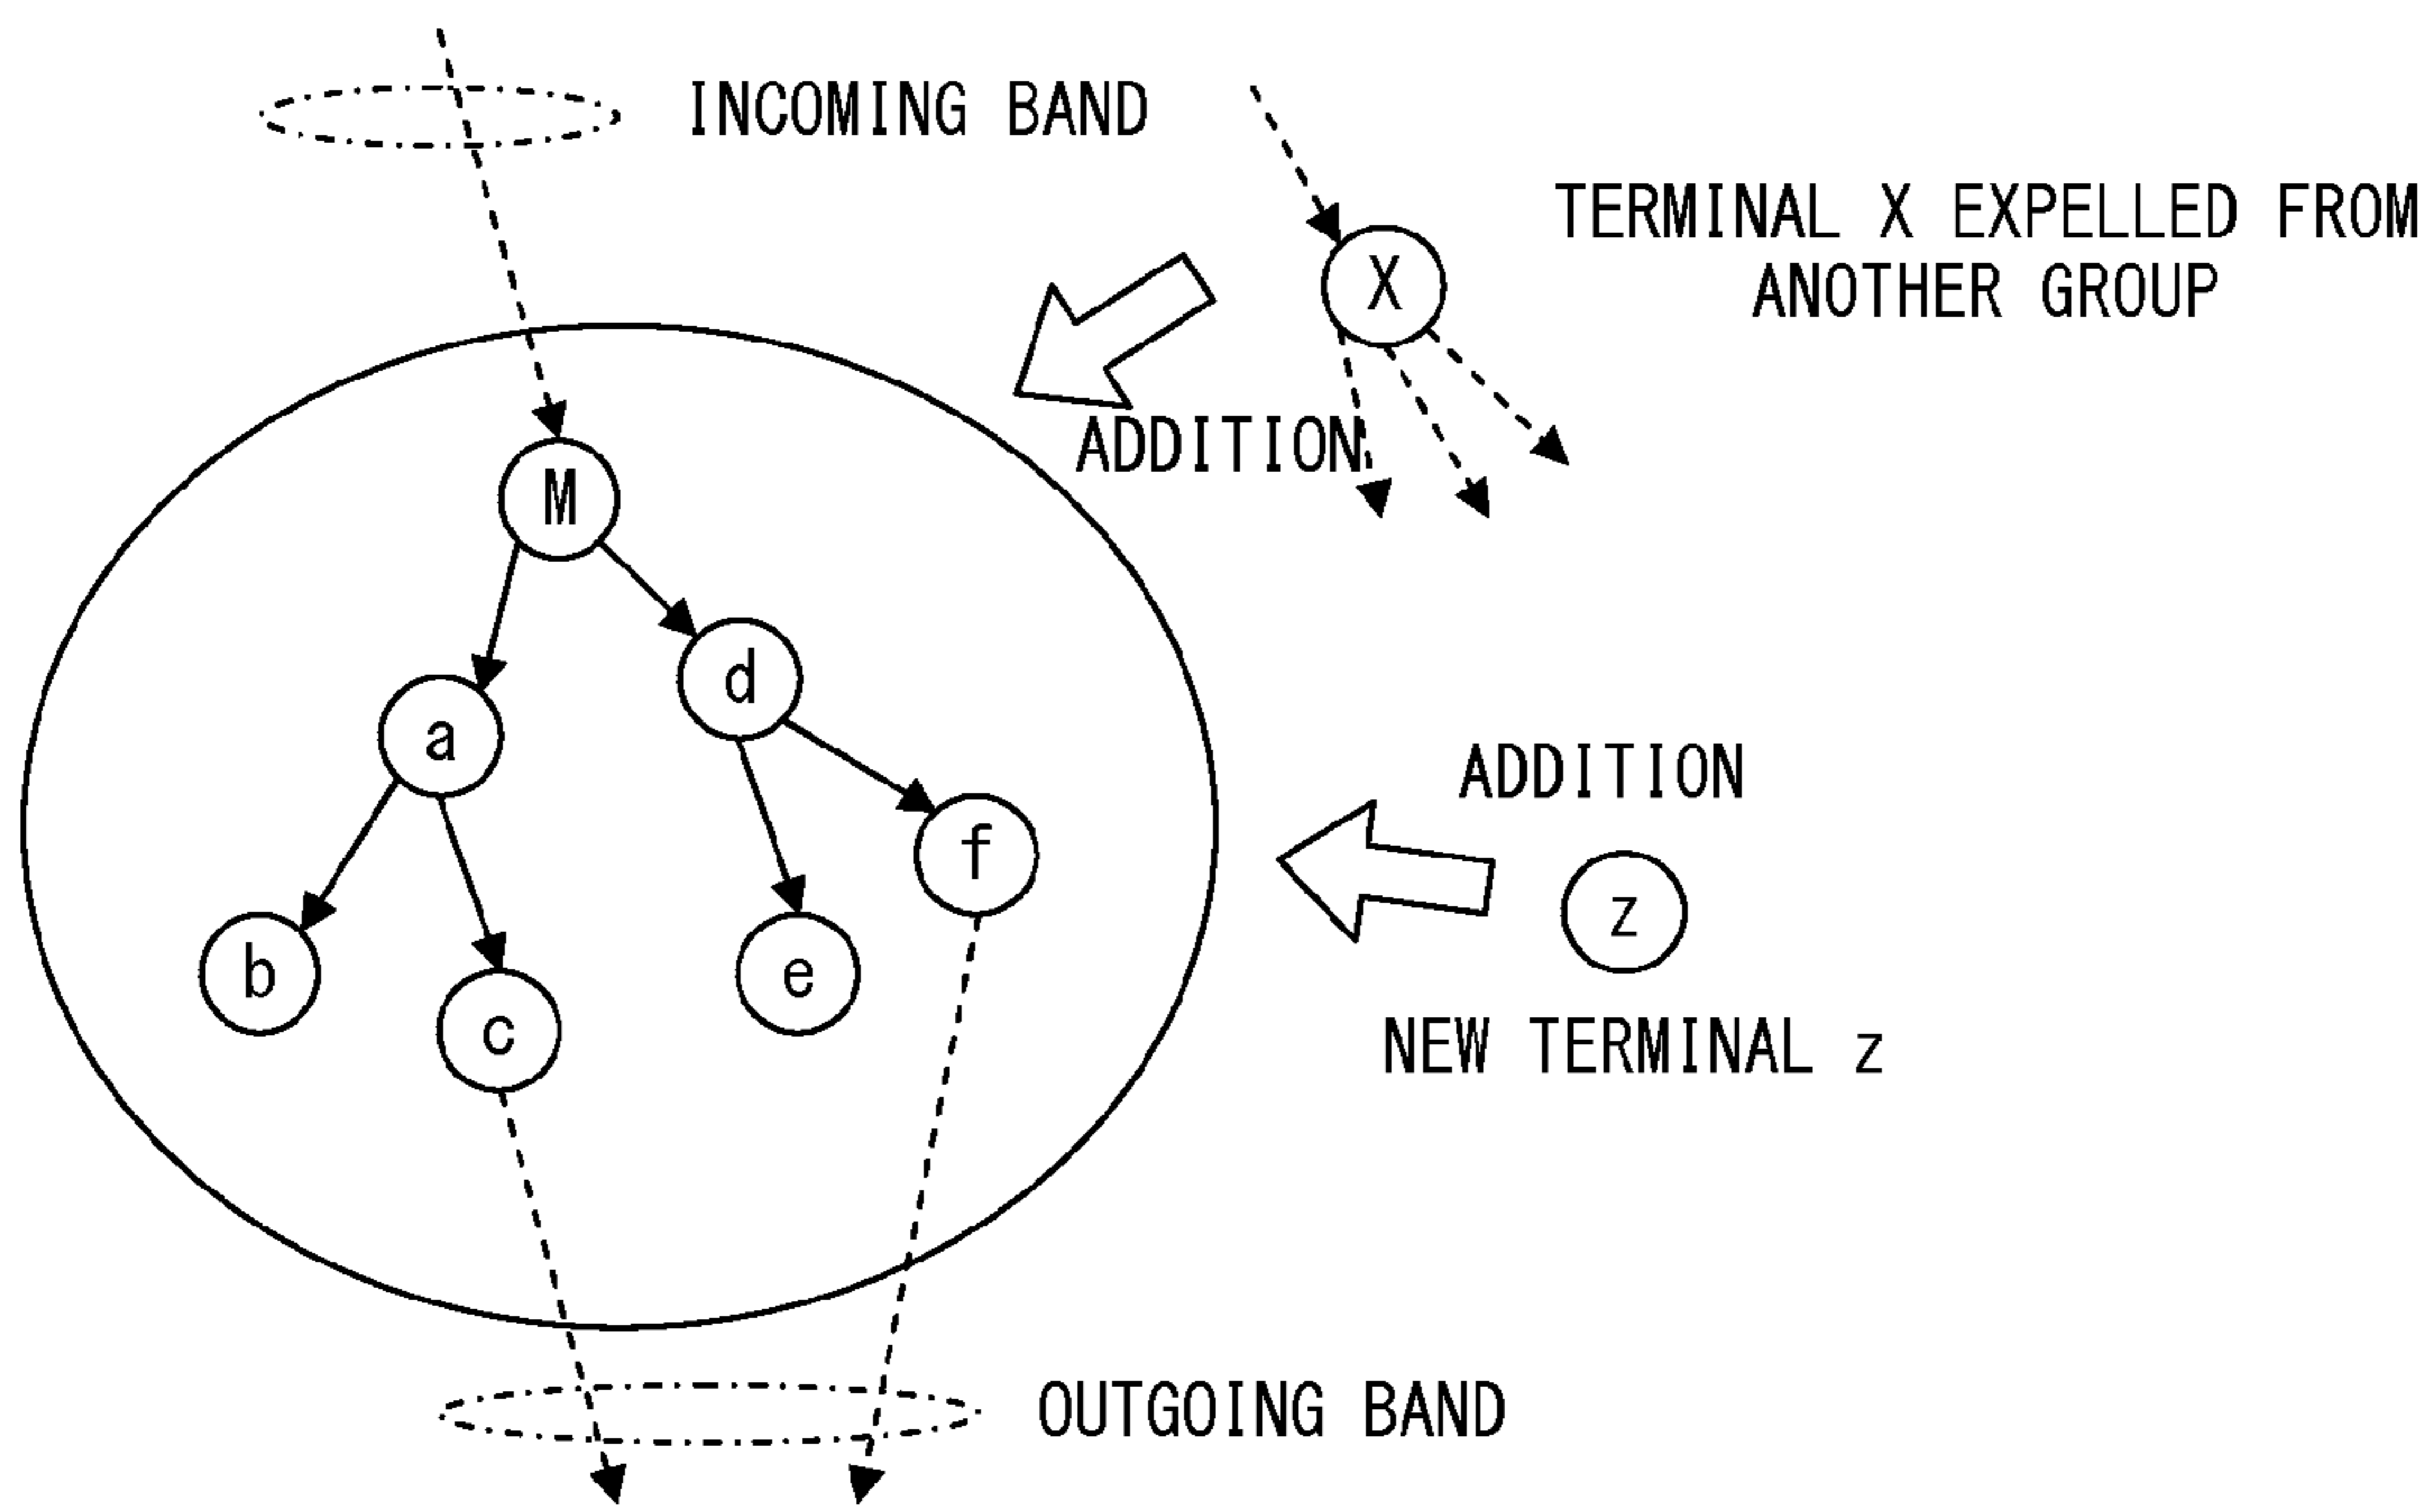 INCOMING BAND
TERMINAL X EXPELLED FROM
ANOTHER GROUP
X
ADDITION
M
d
a
ADDITION
f
z
b
e
c
NEW TERMINAL z
OUTGOING BAND